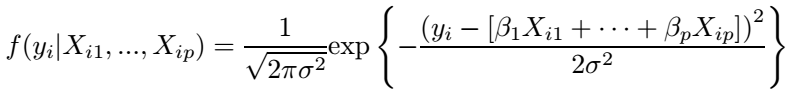 f(y_i|X_{i1}, ..., X_{ip}) = \frac{1}{\sqrt{2\pi\sigma^2}} \exp\left\{-\frac{(y_i - [\beta_1 X_{i1} + \cdots + \beta_p X_{ip}])^2}{2\sigma^2}\right\}